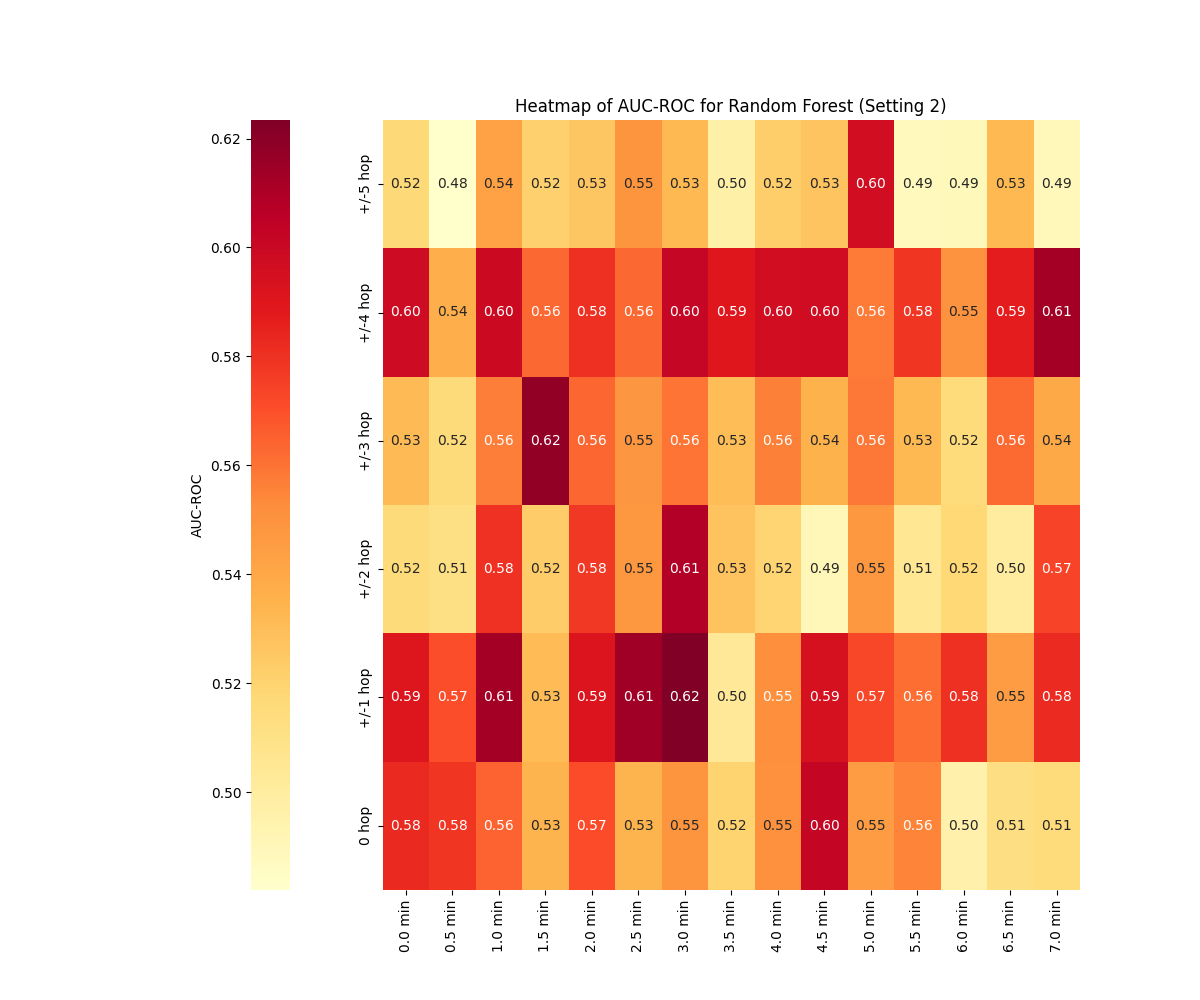 Heatmap of AUC-ROC for Random Forest (Setting 2)
AUC-ROC
0.62
0.60
0.58
0.56
0.54
0.52
0.50
+/-5 hop 0.52 0.48 0.54 0.52 0.53 0.55 0.53 0.50 0.52 0.53 0.60 0.49 0.49 0.53 0.49
+/-4 hop 0.60 0.54 0.60 0.56 0.58 0.56 0.60 0.59 0.60 0.60 0.56 0.58 0.55 0.59 0.61
+/-3 hop 0.53 0.52 0.56 0.62 0.56 0.55 0.56 0.53 0.56 0.54 0.56 0.53 0.52 0.56 0.54
+/-2 hop 0.52 0.51 0.58 0.52 0.58 0.55 0.61 0.53 0.52 0.49 0.55 0.51 0.52 0.50 0.57
+/-1 hop 0.59 0.57 0.61 0.53 0.59 0.61 0.62 0.50 0.55 0.59 0.57 0.56 0.58 0.55 0.58
0 hop 0.58 0.58 0.56 0.53 0.57 0.53 0.55 0.52 0.55 0.60 0.55 0.56 0.50 0.51 0.51
0.0 min 0.5 min 1.0 min 1.5 min 2.0 min 2.5 min 3.0 min 3.5 min 4.0 min 4.5 min 5.0 min 5.5 min 6.0 min 6.5 min 7.0 min